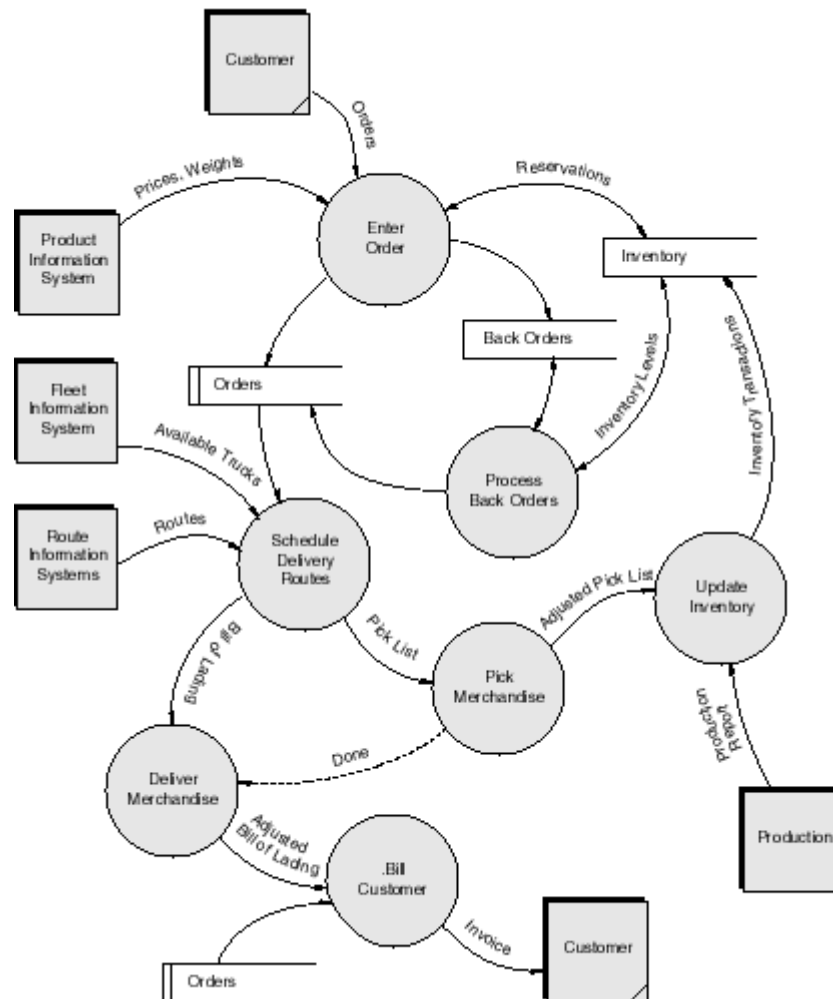 Customer
Orders
Prices, Weights
Reservations
Enter
Order
Product
Information
System
Inventory
Back Orders
Inventory Levels
Inventory Transactions
Fleet
Information
System
Orders
Available Trucks
Process
Back Orders
Route
Information
Systems
Routes
Schedule
Delivery
Routes
Adjusted Pick List
Update
Inventory
Bill of Lading
Pick List
Pick
Merchandise
Production
Report
Done
Deliver
Merchandise
Production
Adjusted
Bill of Lading
.Bill
Customer
Invoice
Customer
Orders